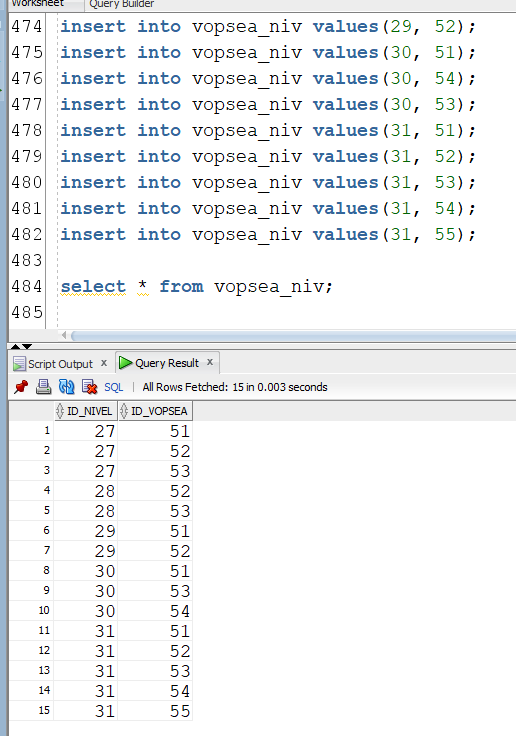 Worksheet Query Builder
474 insert into vopsea_niv values(29, 52);
475 insert into vopsea_niv values(30, 51);
476 insert into vopsea_niv values(30, 54);
477 insert into vopsea_niv values(30, 53);
478 insert into vopsea_niv values(31, 51);
479 insert into vopsea_niv values(31, 52);
480 insert into vopsea_niv values(31, 53);
481 insert into vopsea_niv values(31, 54);
482 insert into vopsea_niv values(31, 55);
483
484 select * from vopsea_niv;
485
Script Output x Query Result x
SQL | All Rows Fetched: 15 in 0.003 seconds
ID_NIVEL ID_VOPSEA
1 27 51
2 27 52
3 27 53
4 28 52
5 28 53
6 29 51
7 29 52
8 30 51
9 30 53
10 30 54
11 31 51
12 31 52
13 31 53
14 31 54
15 31 55